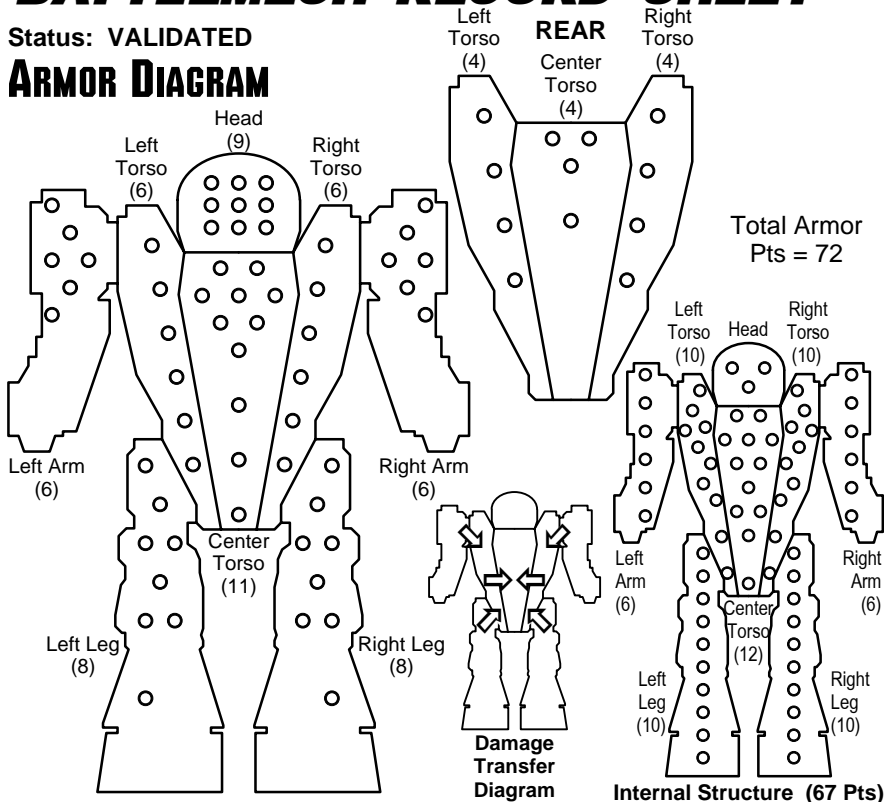 BATTLEMECH RECORD SHEET
Status: VALIDATED
ARMOR DIAGRAM
Head
(9)
Left
Torso
(6)
Right
Torso
(6)
Left Arm
(6)
Right Arm
(6)
Center
Torso
(11)
Left Leg
(8)
Right Leg
(8)
REAR
Left
Torso
(4)
Center
Torso
(4)
Right
Torso
(4)
Total Armor
Pts = 72
Damage
Transfer
Diagram
Left
Torso
(10)
Head
Right
Torso
(10)
Left
Arm
(6)
Right
Arm
(6)
Center
Torso
(12)
Left
Leg
(10)
Right
Leg
(10)
Internal Structure (67 Pts)